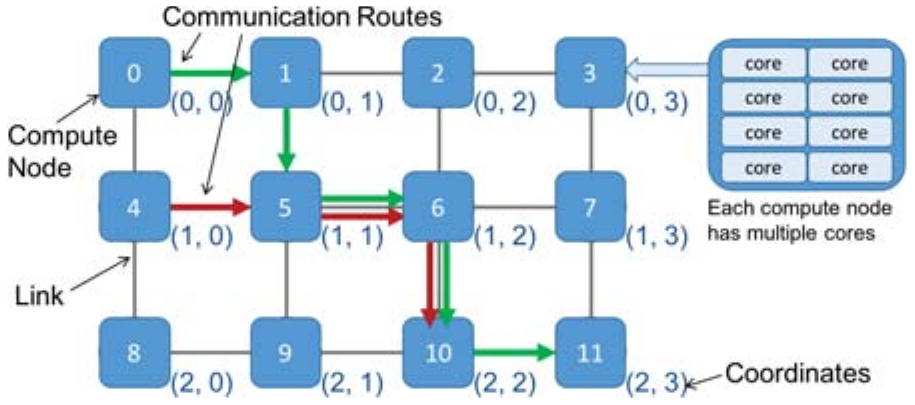 Communication Routes
0
1
2
3
(0, 0)
(0, 1)
(0, 2)
(0, 3)
core core
core core
core core
core core
Compute
Node
4
5
6
7
(1, 0)
(1, 1)
(1, 2)
(1, 3)
Each compute node
has multiple cores
Link
8
9
10
11
(2, 0)
(2, 1)
(2, 2)
(2, 3)
Coordinates